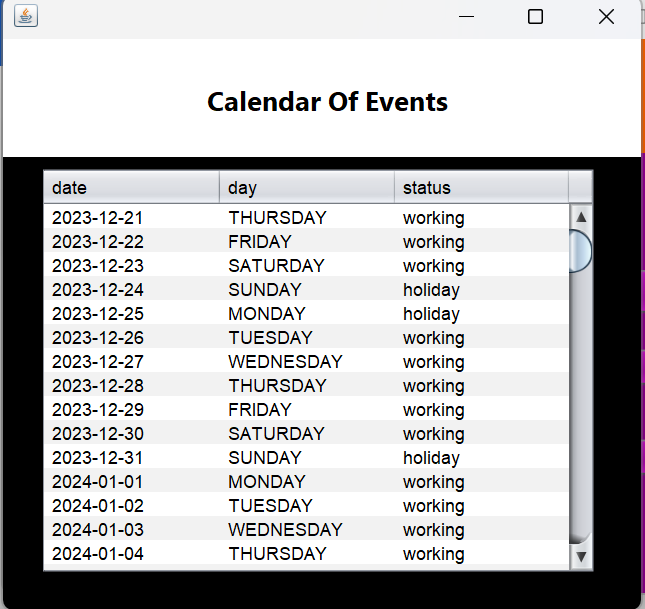 Calendar Of Events
date day status
2023-12-21 THURSDAY working
2023-12-22 FRIDAY working
2023-12-23 SATURDAY working
2023-12-24 SUNDAY holiday
2023-12-25 MONDAY holiday
2023-12-26 TUESDAY working
2023-12-27 WEDNESDAY working
2023-12-28 THURSDAY working
2023-12-29 FRIDAY working
2023-12-30 SATURDAY working
2023-12-31 SUNDAY holiday
2024-01-01 MONDAY working
2024-01-02 TUESDAY working
2024-01-03 WEDNESDAY working
2024-01-04 THURSDAY working